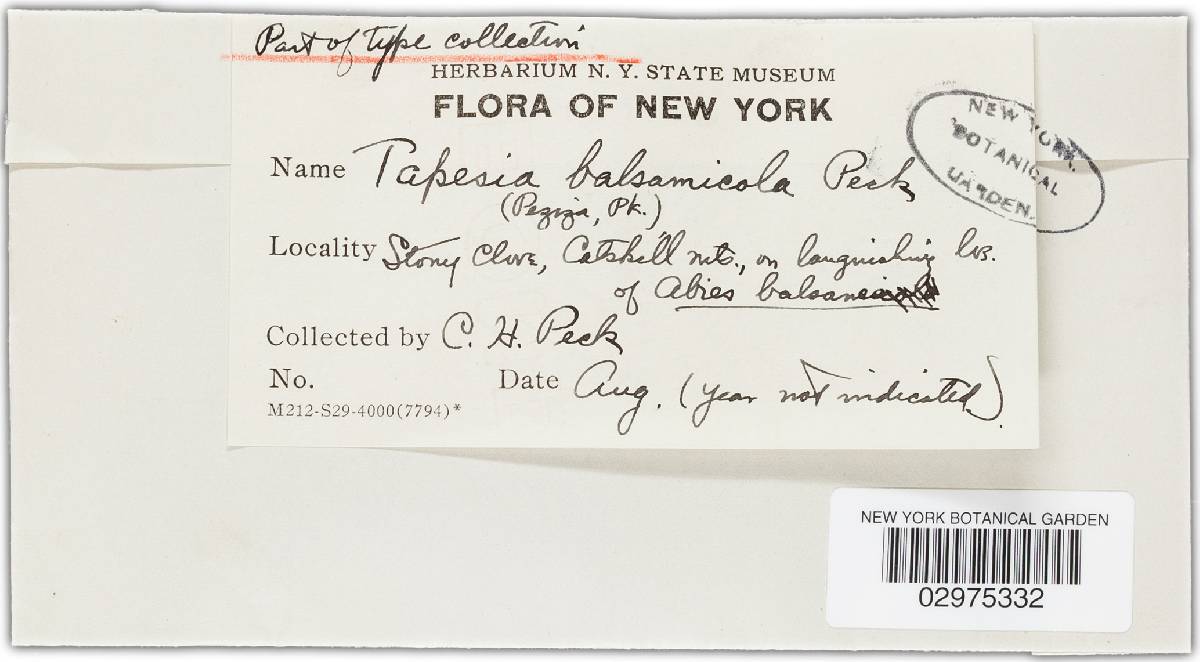 Part of type collection
HERBARIUM N. Y. STATE MUSEUM
FLORA OF NEW YORK
Name Tapesia balsamicola Peck
(Peziza, Pk.)
Locality Stony Clove, Catskill mts., on languishing lvs.
of Abies
Collected by C. H. Peck
No. Date Aug. (year not indicated).
M212-S29-4000(7794)*
NEW YORK
BOTANICAL
GARDEN
NEW YORK BOTANICAL GARDEN
02975332